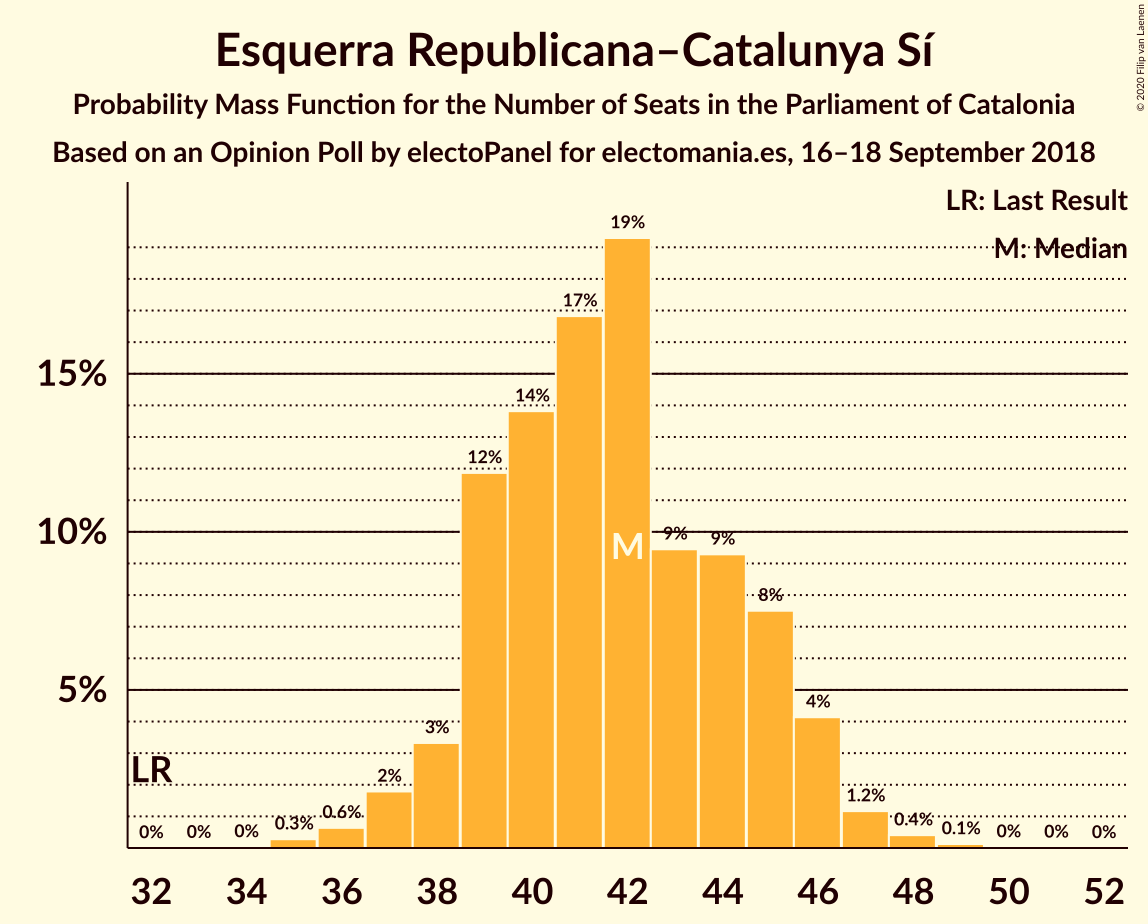 Esquerra Republicana–Catalunya Sí
Probability Mass Function for the Number of Seats in the Parliament of Catalonia
Based on an Opinion Poll by electoPanel for electomania.es, 16–18 September 2018
© 2020 Filip van Laenen
LR: Last Result
M: Median
15%
10%
5%
LR
M
0%
0%
0%
0.3%
0.6%
2%
3%
12%
14%
17%
19%
9%
9%
8%
4%
1.2%
0.4%
0.1%
0%
0%
0%
32 34 36 38 40 42 44 46 48 50 52